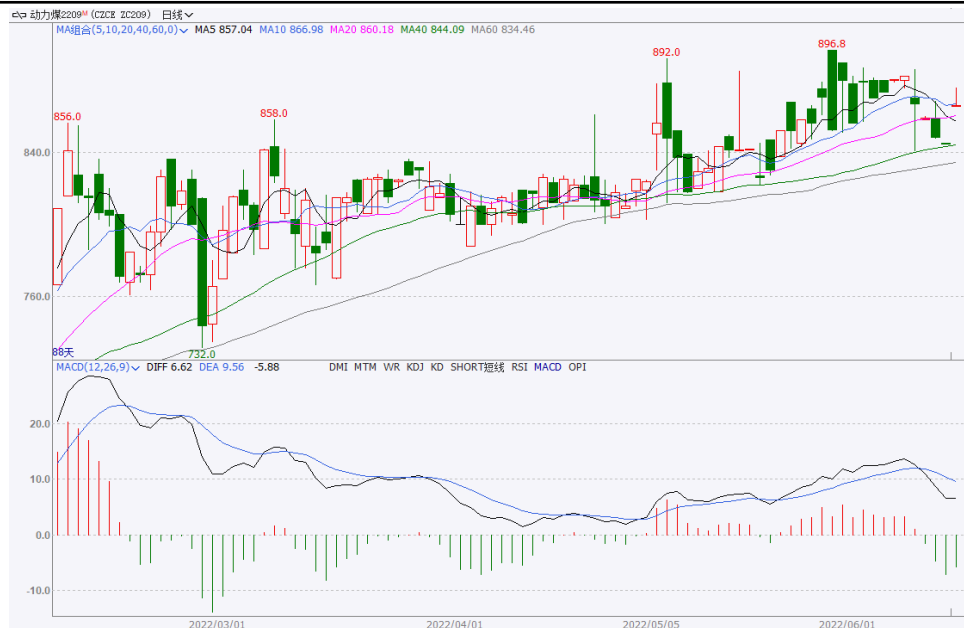 动力煤2209M (CZCE ZC209) 日线
MA组合(5,10,20,40,60,0) MA5 857.04 MA10 866.98 MA20 860.18 MA40 844.09 MA60 834.46
896.8
892.0
856.0
858.0
840.0
760.0
732.0
88天
MACD(12,26,9) DIFF 6.62 DEA 9.56 -5.88 DMI MTM WR KDJ KD SHORT短线 RSI MACD OPI
20.0
10.0
0.0
-10.0
2022/03/01 2022/04/01 2022/05/05 2022/06/01